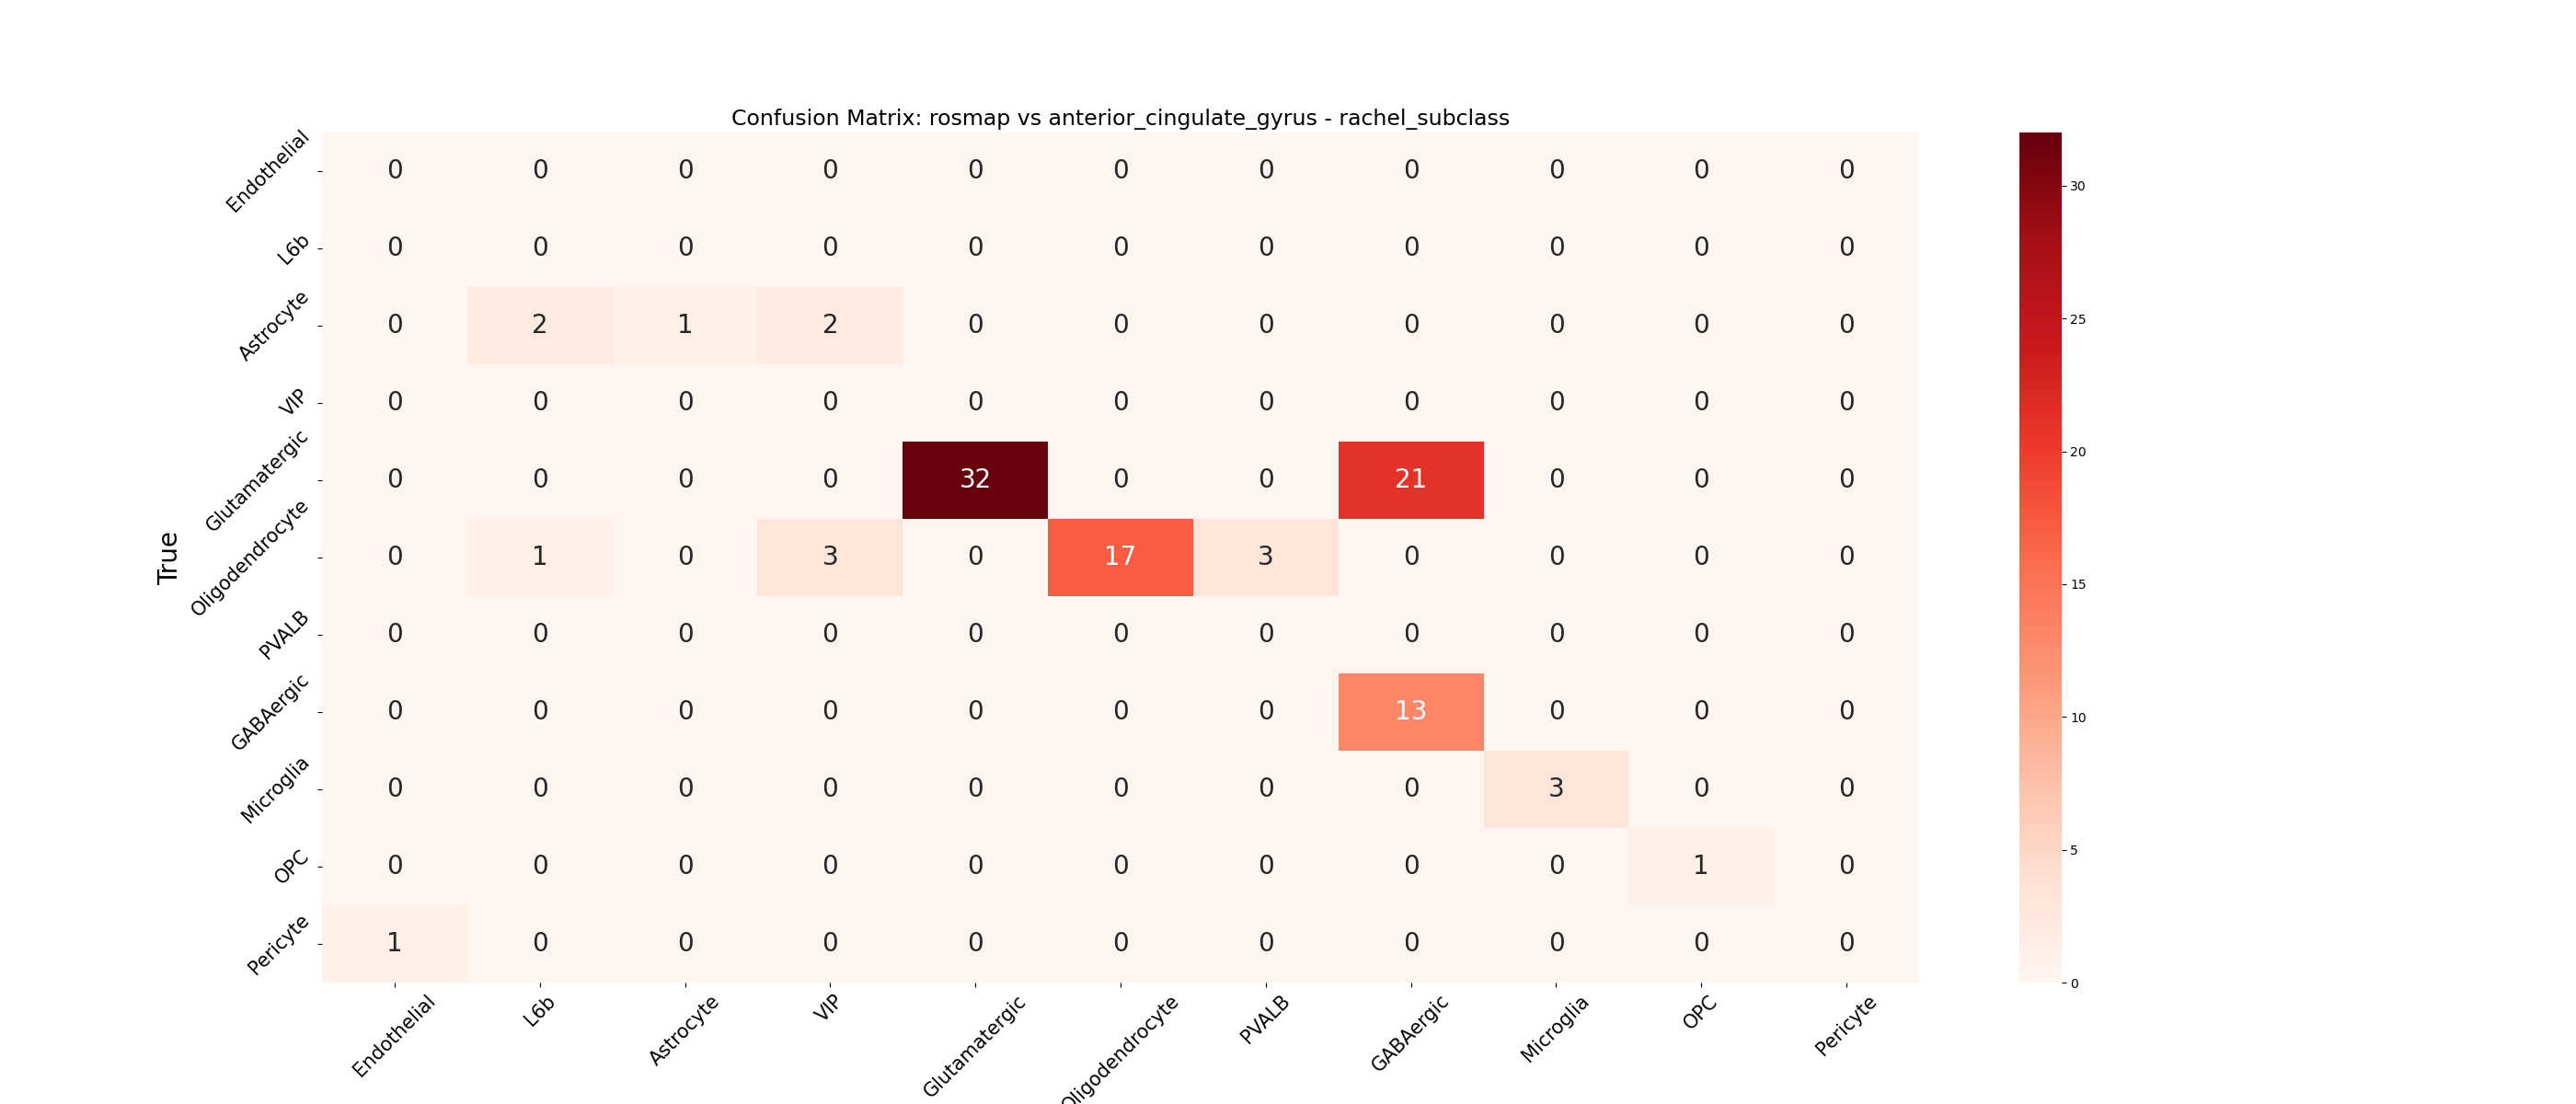 Confusion Matrix: rosmap vs anterior_cingulate_gyrus - rachel_subclass
True
Endothelial 0 0 0 0 0 0 0 0 0 0 0
L6b 0 0 0 0 0 0 0 0 0 0 0
Astrocyte 0 2 1 2 0 0 0 0 0 0 0
VIP 0 0 0 0 0 0 0 0 0 0 0
Glutamatergic 0 0 0 0 32 0 0 21 0 0 0
Oligodendrocyte 0 1 0 3 0 17 3 0 0 0 0
PVALB 0 0 0 0 0 0 0 0 0 0 0
GABAergic 0 0 0 0 0 0 0 13 0 0 0
Microglia 0 0 0 0 0 0 0 0 3 0 0
OPC 0 0 0 0 0 0 0 0 0 1 0
Pericyte 1 0 0 0 0 0 0 0 0 0 0
Endothelial L6b Astrocyte VIP Glutamatergic Oligodendrocyte PVALB GABAergic Microglia OPC Pericyte
30
25
20
15
10
5
0